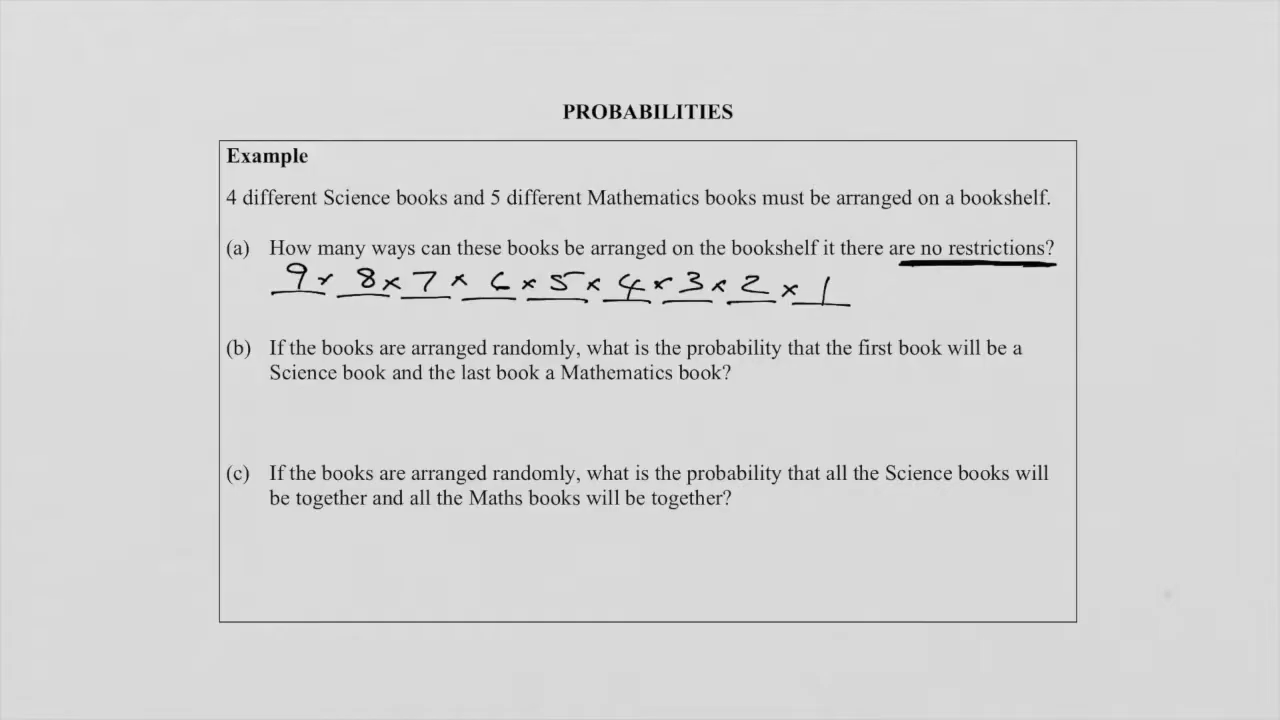 PROBABILITIES
Example
4 different Science books and 5 different Mathematics books must be arranged on a bookshelf.
(a) How many ways can these books be arranged on the bookshelf it there are no restrictions?
9 × 8 × 7 × 6 × 5 × 4 × 3 × 2 × 1
(b) If the books are arranged randomly, what is the probability that the first book will be a
Science book and the last book a Mathematics book?
(c) If the books are arranged randomly, what is the probability that all the Science books will
be together and all the Maths books will be together?